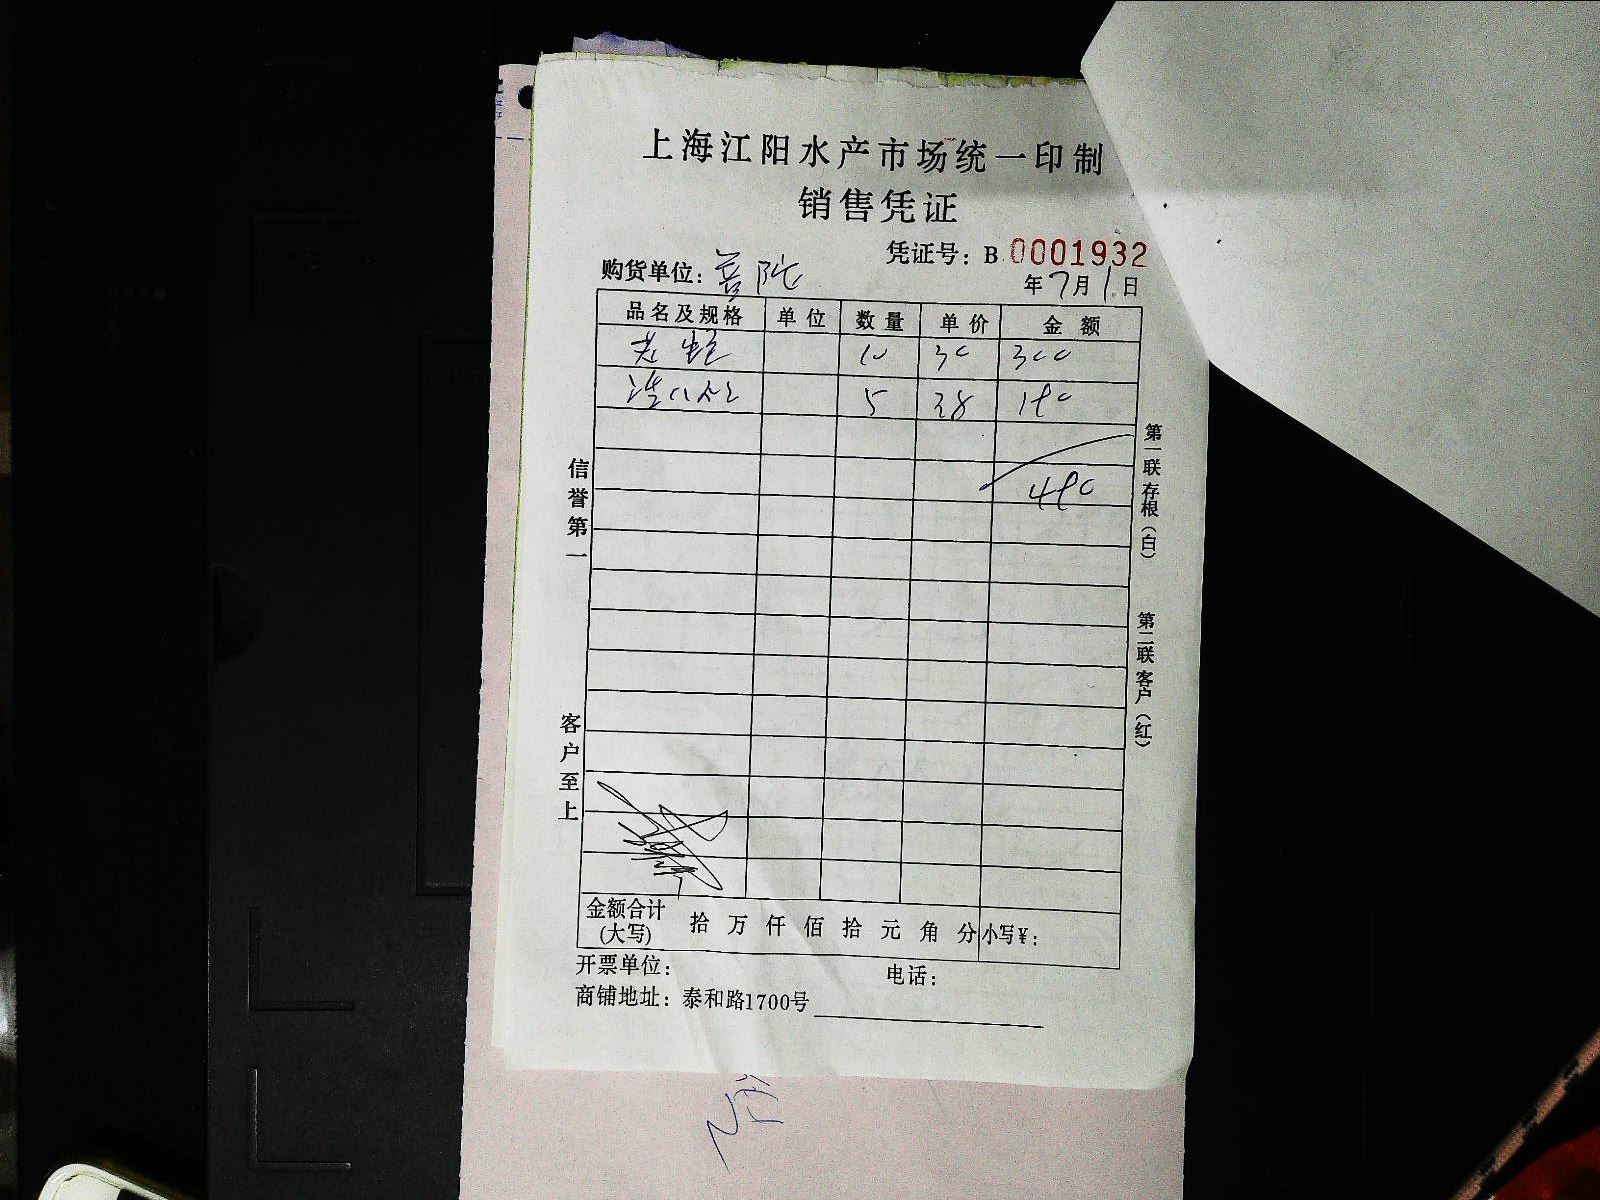 上海江阳水产市场统一印制
销售凭证
凭证号：B 0001932
购货单位：普陀
年7月1日
品名及规格 单位 数量 单价 金额
10 30 300
5 38 190
490
信誉第一
客户至上
第一联 存根（白）
第二联 客户（红）
金额合计(大写) 拾 万 仟 佰 拾 元 角 分 小写¥：
开票单位： 电话：
商铺地址：泰和路1700号